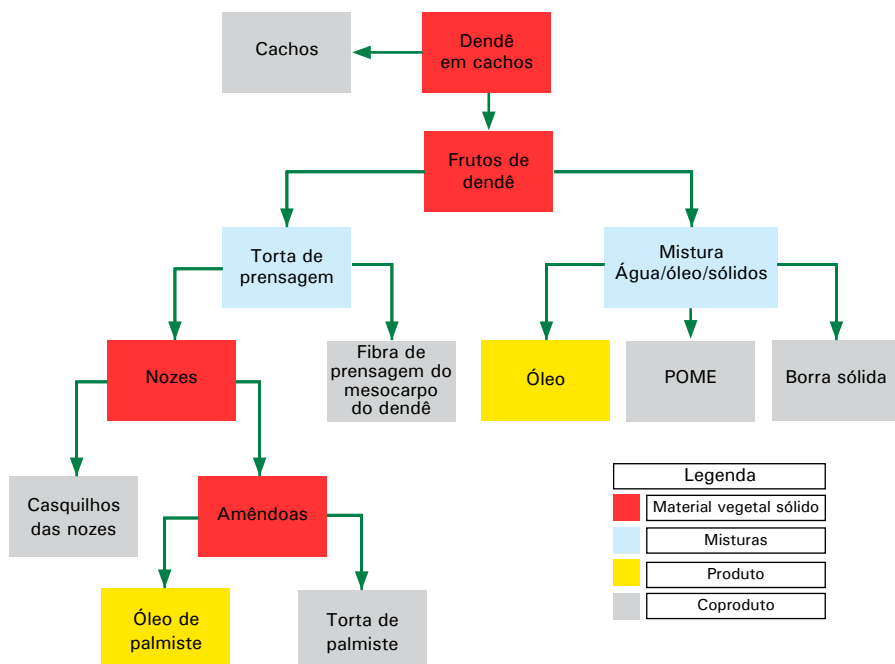 Cachos
Dendê
em cachos
Frutos de
dendê
Torta de
prensagem
Mistura
Água/óleo/sólidos
Nozes
Fibra de
prensagem do
mesocarpo
do dendê
Óleo
POME
Borra sólida
Casquilhos
das nozes
Amêndoas
Óleo de
palmiste
Torta de
palmiste
Legenda
Material vegetal sólido
Misturas
Produto
Coproduto